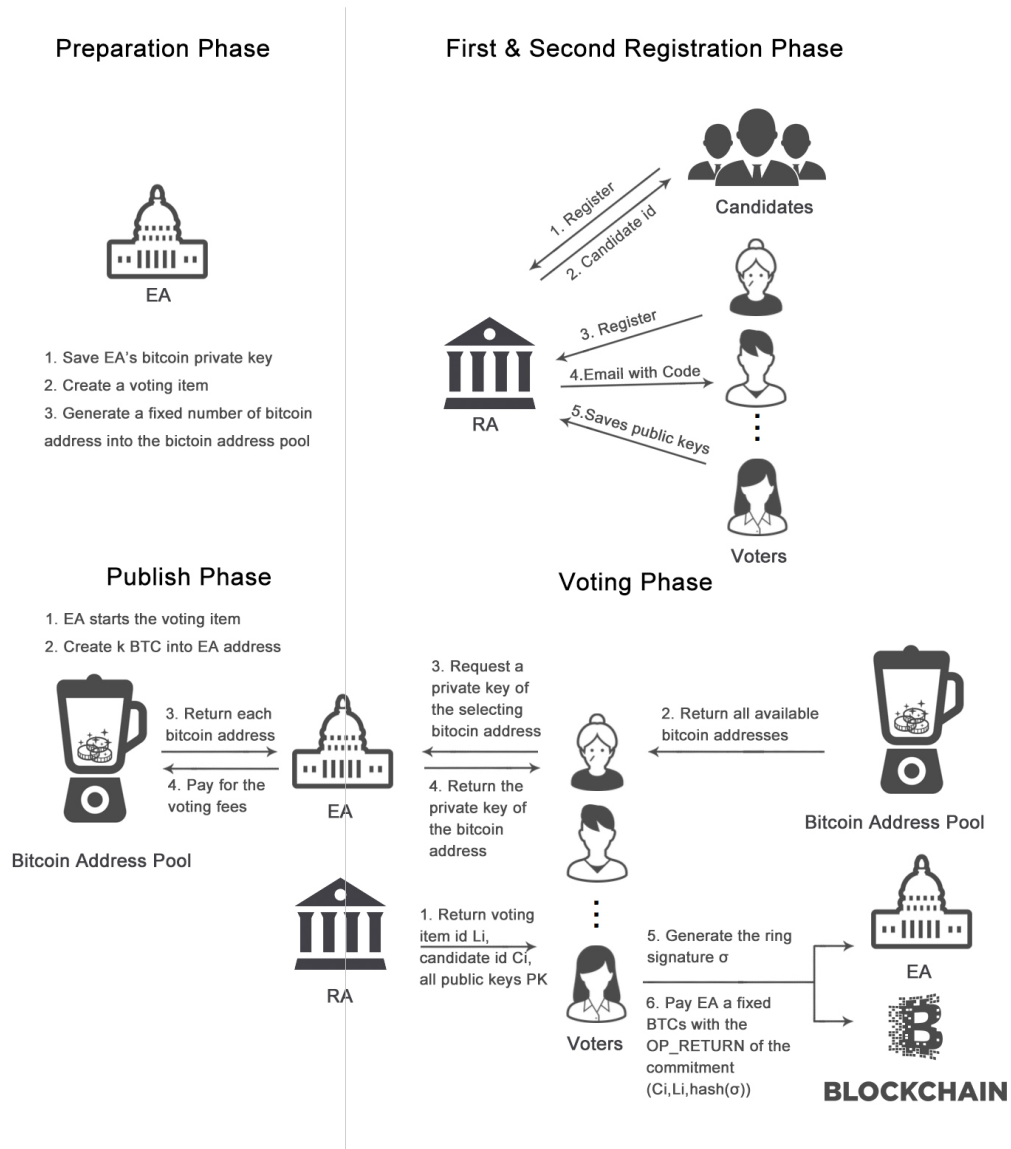 Preparation Phase
First & Second Registration Phase
EA
1. Save EA's bitcoin private key
2. Create a voting item
3. Generate a fixed number of bitcoin
address into the bictoin address pool
Candidates
1. Register
2. Candidate id
3. Register
4.Email with Code
5.Saves public keys
RA
Voters
Publish Phase
1. EA starts the voting item
2. Create k BTC into EA address
3. Return each
bitcoin address
4. Pay for the
voting fees
Bitcoin Address Pool
EA
RA
Voting Phase
3. Request a
private key of
the selecting
bitocin address
4. Return the
private key of
the bitcoin
address
2. Return all available
bitcoin addresses
Bitcoin Address Pool
1. Return voting
item id Li,
candidate id Ci,
all public keys PK
Voters
5. Generate the ring
signature σ
6. Pay EA a fixed
BTCs with the
OP_RETURN of the
commitment
(Ci,Li,hash(σ))
EA
BLOCKCHAIN